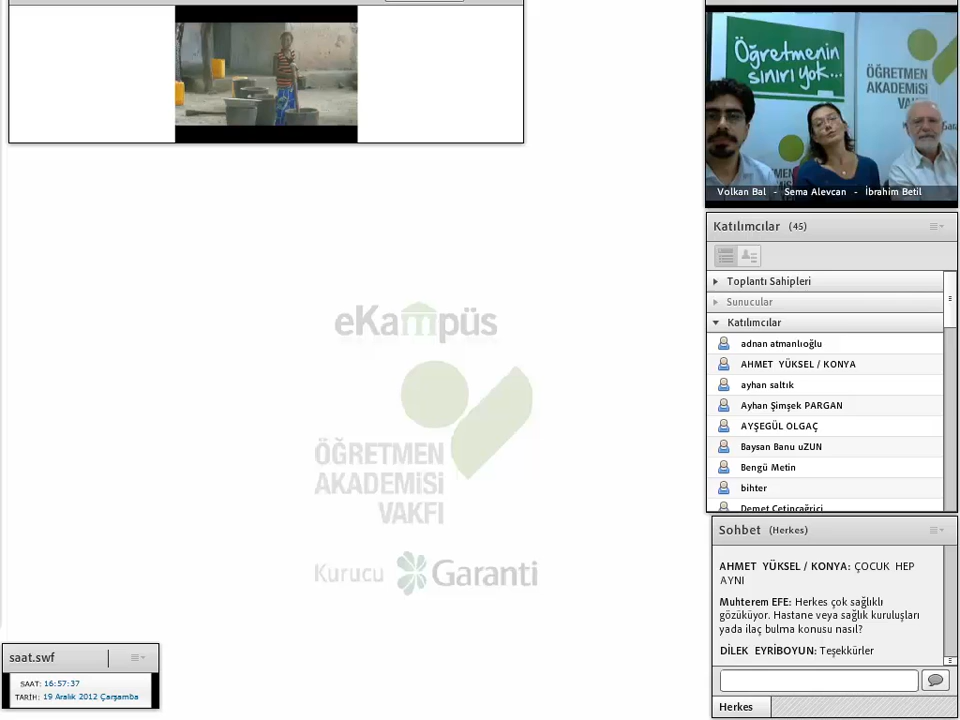 Öğretmenin
sınırı yok...
ÖĞRETMEN
AKADEMİSİ
Volkan Bal - Sema Alevcan - İbrahim Betil
Katılımcılar (45)
Toplantı Sahipleri
Sunucular
Katılımcılar
adnan atmanlıoğlu
AHMET YÜKSEL / KONYA
ayhan saltık
Ayhan Şimşek PARGAN
AYŞEGÜL OLGAÇ
Baysan Banu uZUN
Bengü Metin
bihter
Demet Çetinçağrici
eKampüs
ÖĞRETMEN
AKADEMİSİ
VAKFI
Kurucu Garanti
Sohbet (Herkes)
AHMET YÜKSEL / KONYA: ÇOCUK HEP
AYNI
Muhterem EFE: Herkes çok sağlıklı
gözüküyor. Hastane veya sağlık kuruluşları
yada ilaç bulma konusu nasıl?
DİLEK EYRİBOYUN: Teşekkürler
Herkes
saat.swf
SAAT: 16:57:37
TARİH: 19 Aralık 2012 Çarşamba